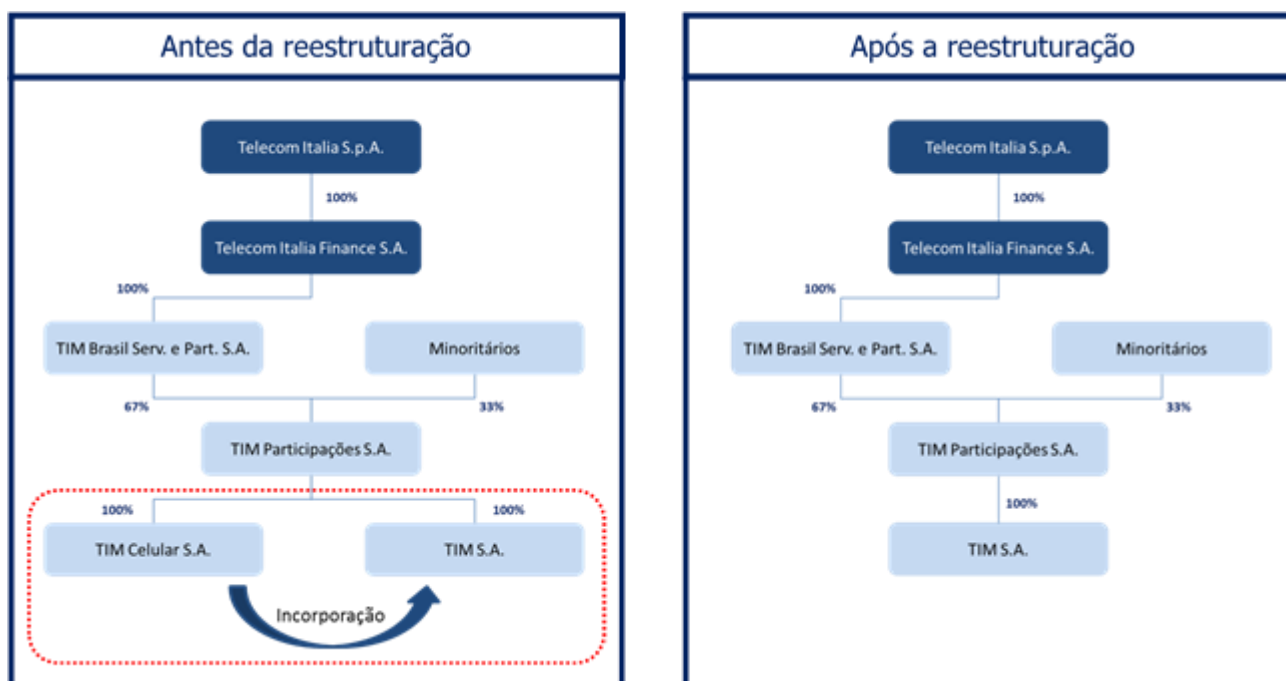 Antes da reestruturação
Telecom Italia S.p.A.
100%
Telecom Italia Finance S.A.
100%
TIM Brasil Serv. e Part. S.A.
Minoritários
67%
33%
TIM Participações S.A.
100%
100%
TIM Celular S.A.
TIM S.A.
Incorporação
Após a reestruturação
Telecom Italia S.p.A.
100%
Telecom Italia Finance S.A.
100%
TIM Brasil Serv. e Part. S.A.
Minoritários
67%
33%
TIM Participações S.A.
100%
TIM S.A.